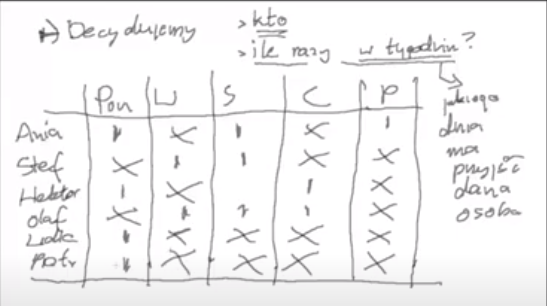 → Decydujemy > kto
> ile razy w tygodniu?
jakiego dnia ma przyjść dana osoba
Pon W S C P
Ania | X | X |
Stef X | | X X
Hektor | X | X
Olaf X | | | X
Lidia | X X X X
Piotr | X X X X